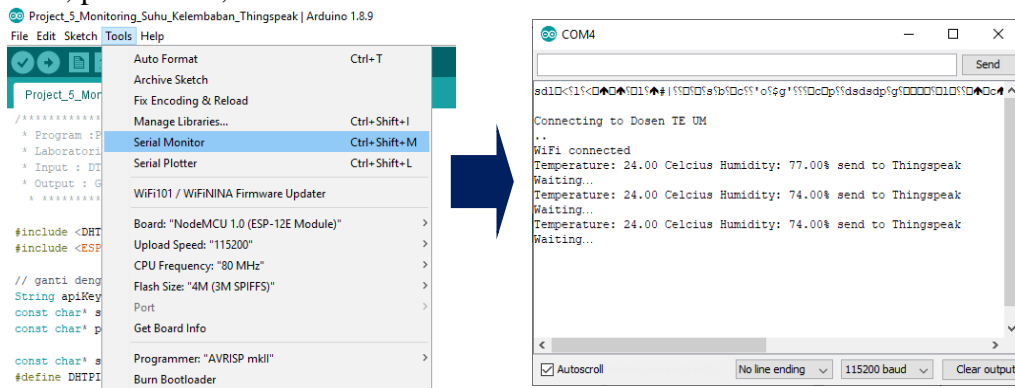 Project_5_Monitoring_Suhu_Kelembaban_Thingspeak | Arduino 1.8.9
File Edit Sketch Tools Help
Project_5_Mor
/************
* Program :P
* Laboratori
* Input : DT
* Output : G
* *********
#include <DHT
#include <ESP
// ganti deng
String apiKey
const char* s
const char* p
const char* s
#define DHTPI
Auto Format Ctrl+T
Archive Sketch
Fix Encoding & Reload
Manage Libraries... Ctrl+Shift+I
Serial Monitor Ctrl+Shift+M
Serial Plotter Ctrl+Shift+L
WiFi101 / WiFiNINA Firmware Updater
Board: "NodeMCU 1.0 (ESP-12E Module)"
Upload Speed: "115200"
CPU Frequency: "80 MHz"
Flash Size: "4M (3M SPIFFS)"
Port
Get Board Info
Programmer: "AVRISP mkII"
Burn Bootloader
COM4
Send
Connecting to Dosen TE UM
..
WiFi connected
Temperature: 24.00 Celcius Humidity: 77.00% send to Thingspeak
Waiting...
Temperature: 24.00 Celcius Humidity: 74.00% send to Thingspeak
Waiting...
Temperature: 24.00 Celcius Humidity: 74.00% send to Thingspeak
Waiting...
Autoscroll
No line ending
115200 baud
Clear output